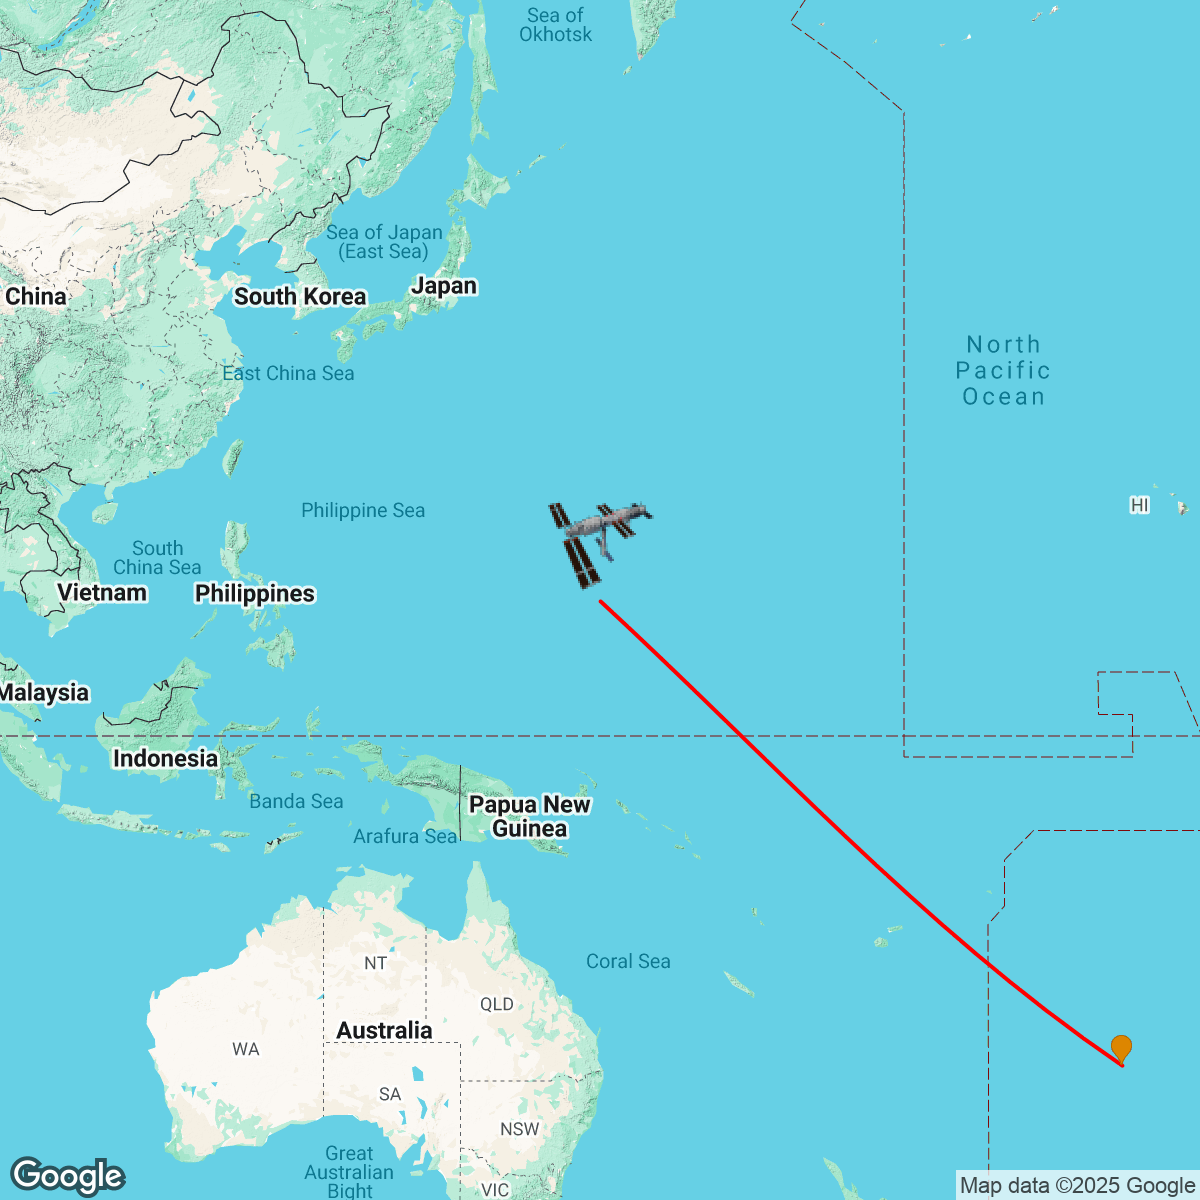 Sea of
Okhotsk
Sea of Japan
(East Sea)
Japan
China
South Korea
North
Pacific
Ocean
East China Sea
HI
Philippine Sea
South
China Sea
Vietnam
Philippines
Malaysia
Indonesia
Banda Sea
Papua New
Guinea
Arafura Sea
Coral Sea
NT
QLD
Australia
WA
SA
NSW
Great
Australian
Bight
VIC
Google
Map data ©2025 Google